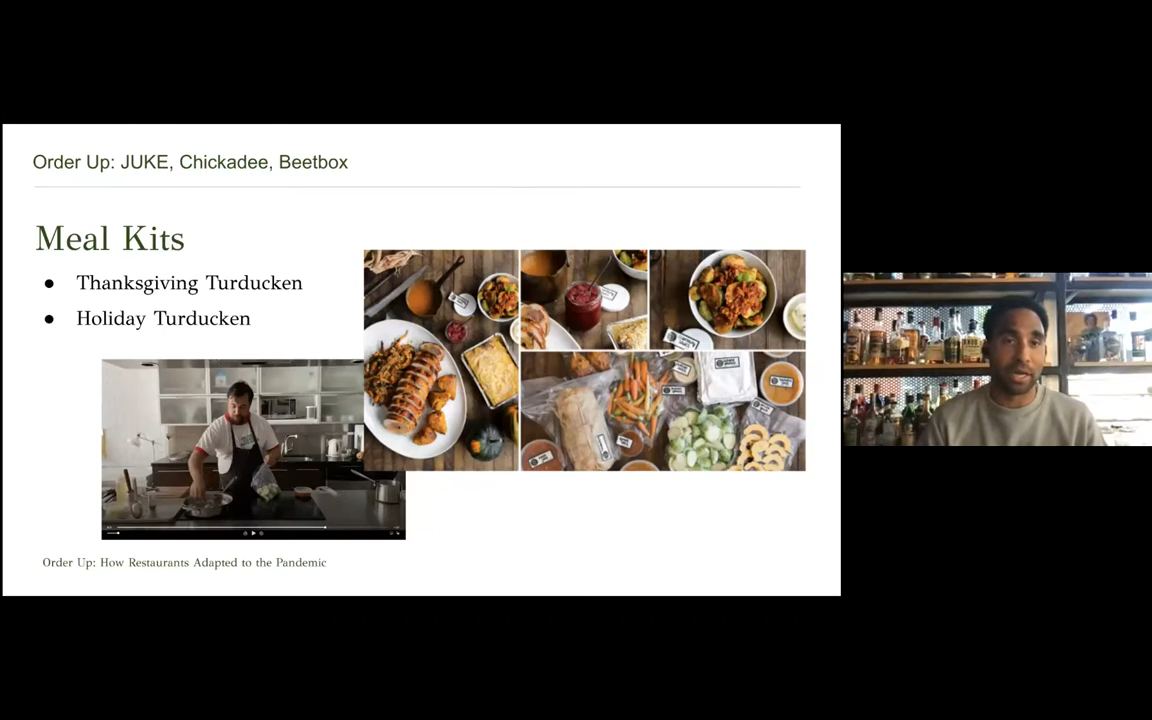 Order Up: JUKE, Chickadee, Beetbox
Meal Kits
● Thanksgiving Turducken
● Holiday Turducken
Order Up: How Restaurants Adapted to the Pandemic